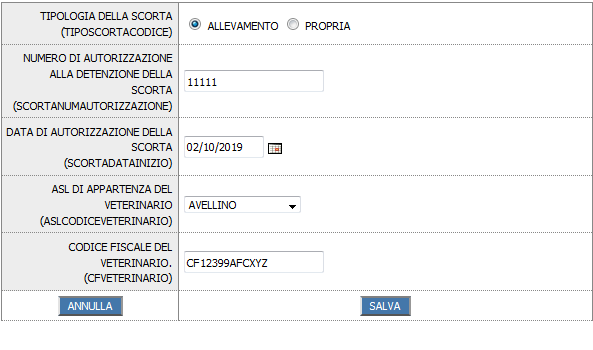 TIPOLOGIA DELLA SCORTA
(TIPOSCORTACODICE)
ALLEVAMENTO PROPRIA
NUMERO DI AUTORIZZAZIONE
ALLA DETENZIONE DELLA
SCORTA
(SCORTANUMAUTORIZZAZIONE)
11111
DATA DI AUTORIZZAZIONE DELLA
SCORTA
(SCORTADATAINIZIO)
02/10/2019
ASL DI APPARTENZA DEL
VETERINARIO
(ASLCODICEVETERINARIO)
AVELLINO
CODICE FISCALE DEL
VETERINARIO.
(CFVETERINARIO)
CF12399AFCXYZ
ANNULLA SALVA